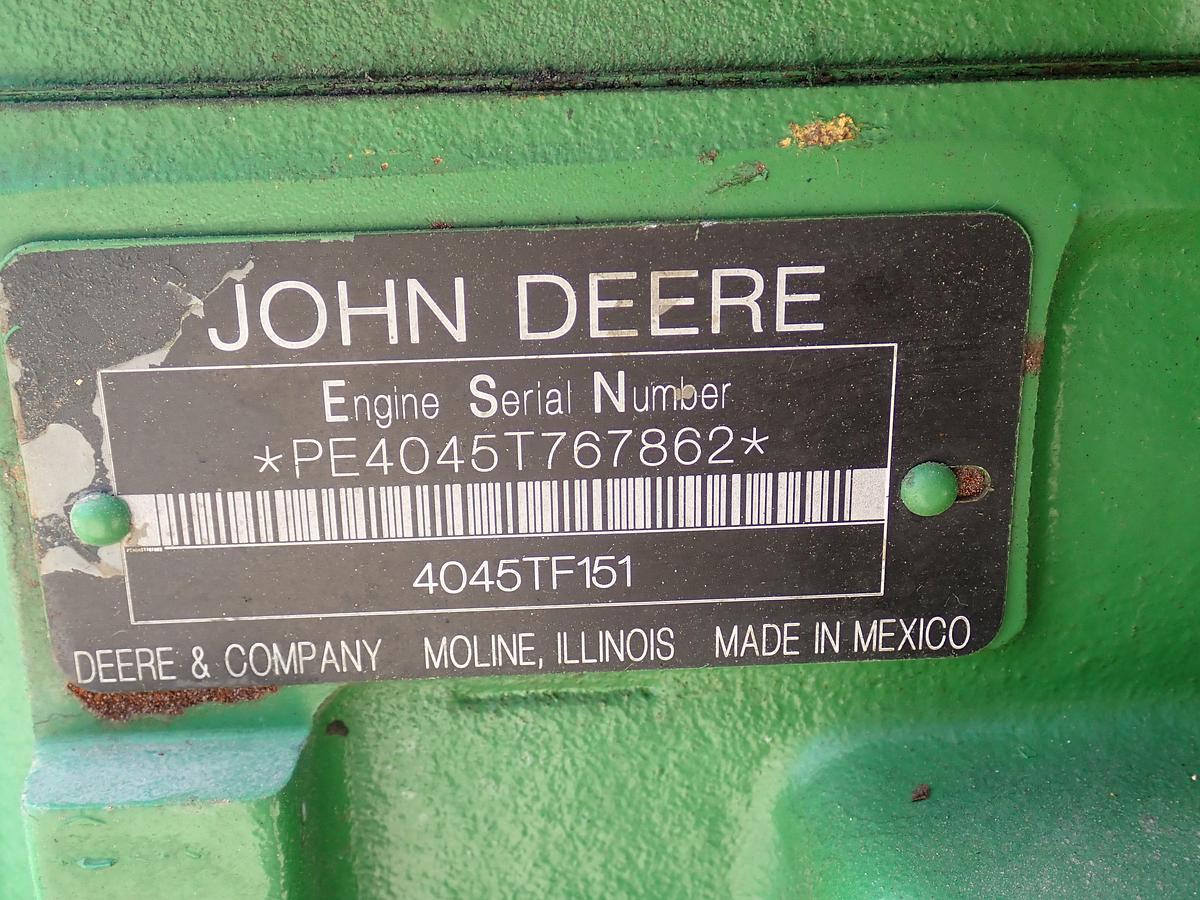 JOHN DEERE
Engine Serial Number
*PE4045T767862*
4045TF151
DEERE & COMPANY MOLINE, ILLINOIS MADE IN MEXICO